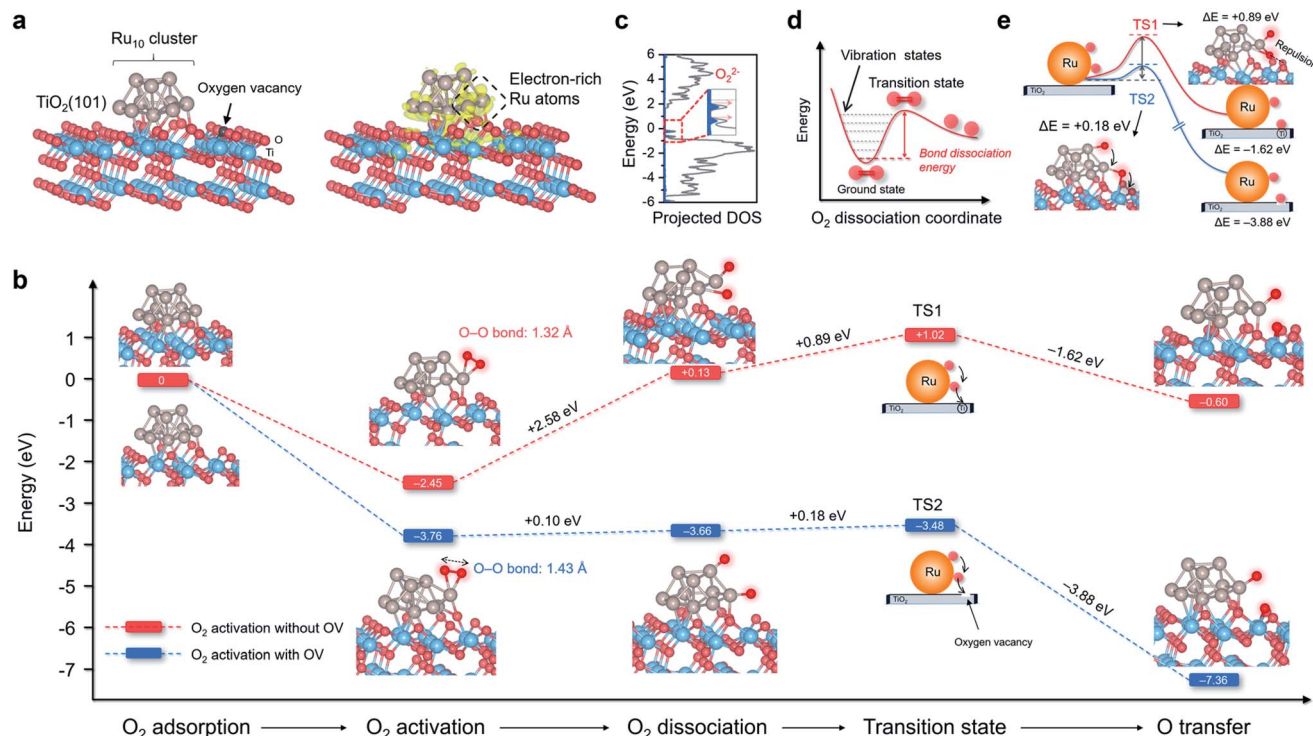 a
Ru₁₀ cluster
TiO₂(101)
Oxygen vacancy
O
Ti
Electron-rich
Ru atoms
c
Energy (eV)
6
4
2
0
-2
-4
-6
O₂²⁻
Projected DOS
d
Energy
Vibration states
Transition state
Bond dissociation
energy
Ground state
O₂ dissociation coordinate
e
TS1
ΔE = +0.89 eV
Repulsion
Ru
TiO₂
TS2
ΔE = +0.18 eV
Ru
TiO₂
Ti
ΔE = –1.62 eV
Ru
TiO₂
ΔE = –3.88 eV
b
Energy (eV)
1
0
-1
-2
-3
-4
-5
-6
-7
0
O–O bond: 1.32 Å
–2.45
+2.58 eV
+0.13
+0.89 eV
TS1
+1.02
Ru
TiO₂
Ti
–1.62 eV
–0.60
–3.76
+0.10 eV
–3.66
+0.18 eV
TS2
–3.48
O–O bond: 1.43 Å
Ru
TiO₂
Oxygen vacancy
–3.88 eV
–7.36
O₂ activation without OV
O₂ activation with OV
O₂ adsorption
O₂ activation
O₂ dissociation
Transition state
O transfer